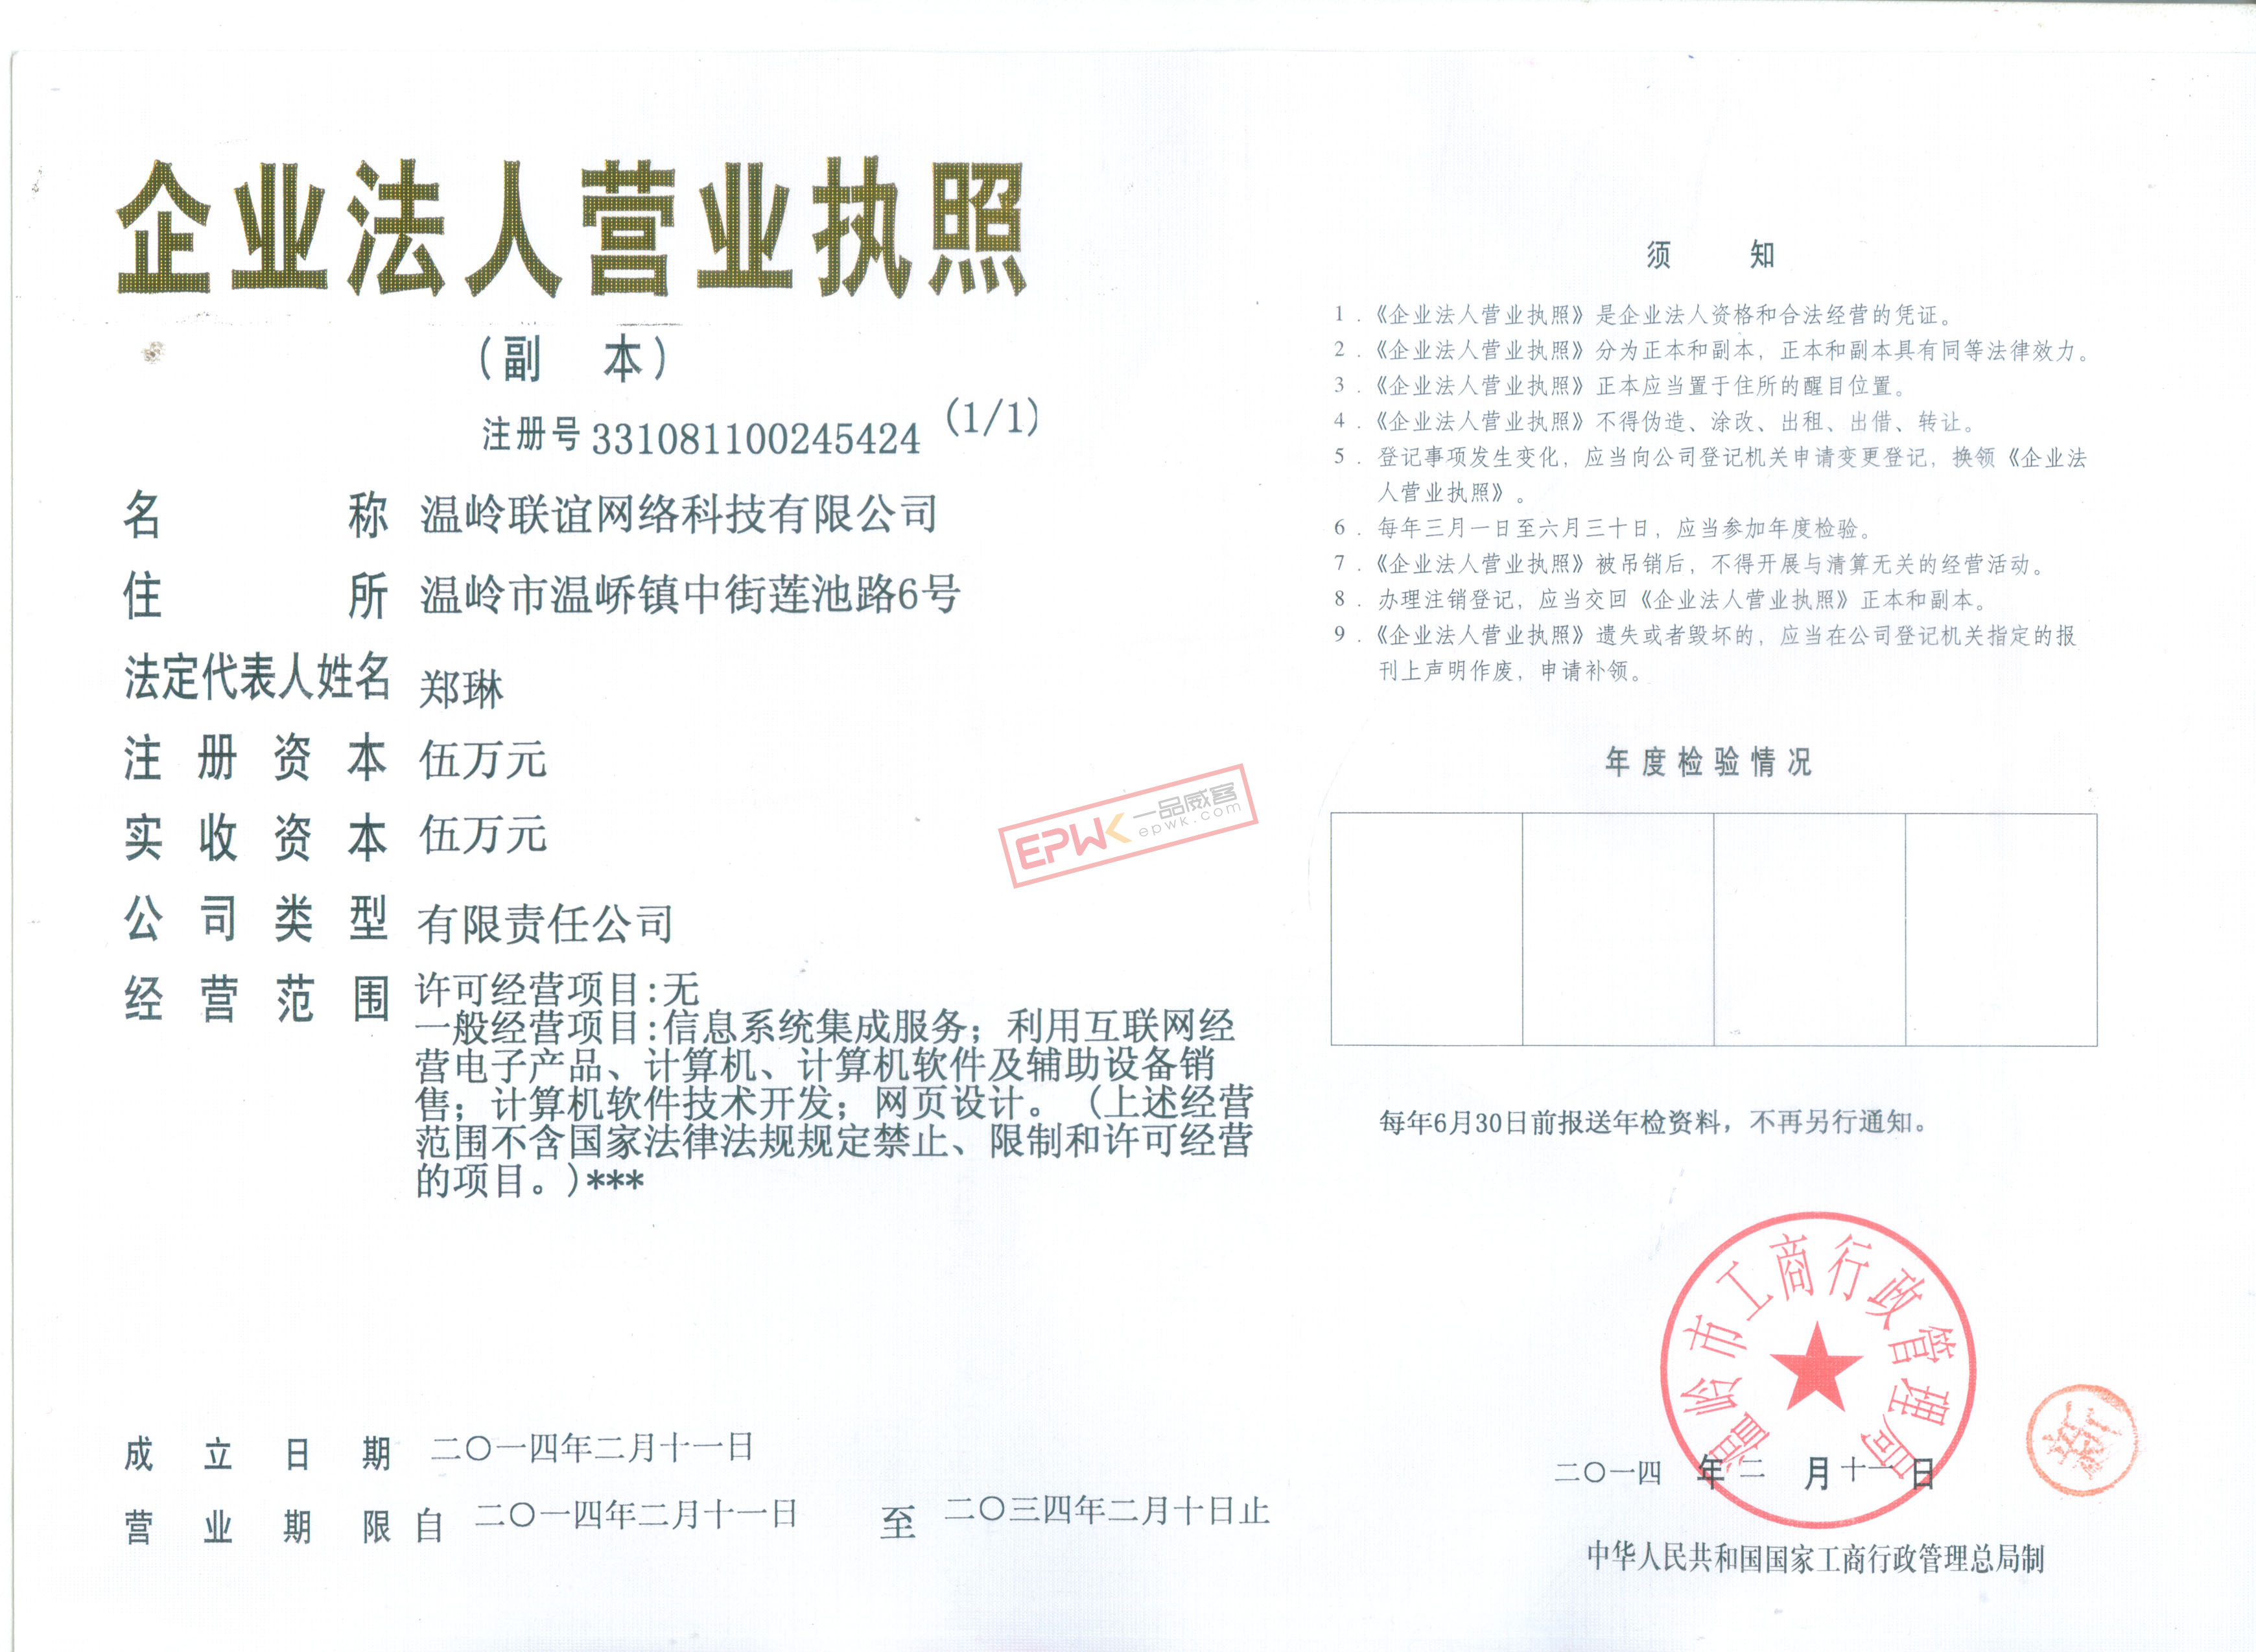 企业法人营业执照
（副 本）
注册号 331081100245424 (1/1)
名 称 温岭联谊网络科技有限公司
住 所 温岭市温峤镇中街莲池路6号
法定代表人姓名 郑琳
注册资本 伍万元
实收资本 伍万元
公司类型 有限责任公司
经营范围 许可经营项目:无
一般经营项目:信息系统集成服务；利用互联网经
营电子产品、计算机、计算机软件及辅助设备销
售；计算机软件技术开发；网页设计。（上述经营
范围不含国家法律法规规定禁止、限制和许可经营
的项目。）***
成立日期 二〇一四年二月十一日
营业期限 自 二〇一四年二月十一日 至 二〇三四年二月十日止
EPWK 一品威客
epwk.com
须 知
1．《企业法人营业执照》是企业法人资格和合法经营的凭证。
2．《企业法人营业执照》分为正本和副本，正本和副本具有同等法律效力。
3．《企业法人营业执照》正本应当置于住所的醒目位置。
4．《企业法人营业执照》不得伪造、涂改、出租、出借、转让。
5．登记事项发生变化，应当向公司登记机关申请变更登记，换领《企业法
人营业执照》。
6．每年三月一日至六月三十日，应当参加年度检验。
7．《企业法人营业执照》被吊销后，不得开展与清算无关的经营活动。
8．办理注销登记，应当交回《企业法人营业执照》正本和副本。
9．《企业法人营业执照》遗失或者毁坏的，应当在公司登记机关指定的报
刊上声明作废，申请补领。
年度检验情况
每年6月30日前报送年检资料，不再另行通知。
温岭市工商行政管理局
二〇一四 年 二 月 十一 日
中华人民共和国国家工商行政管理总局制